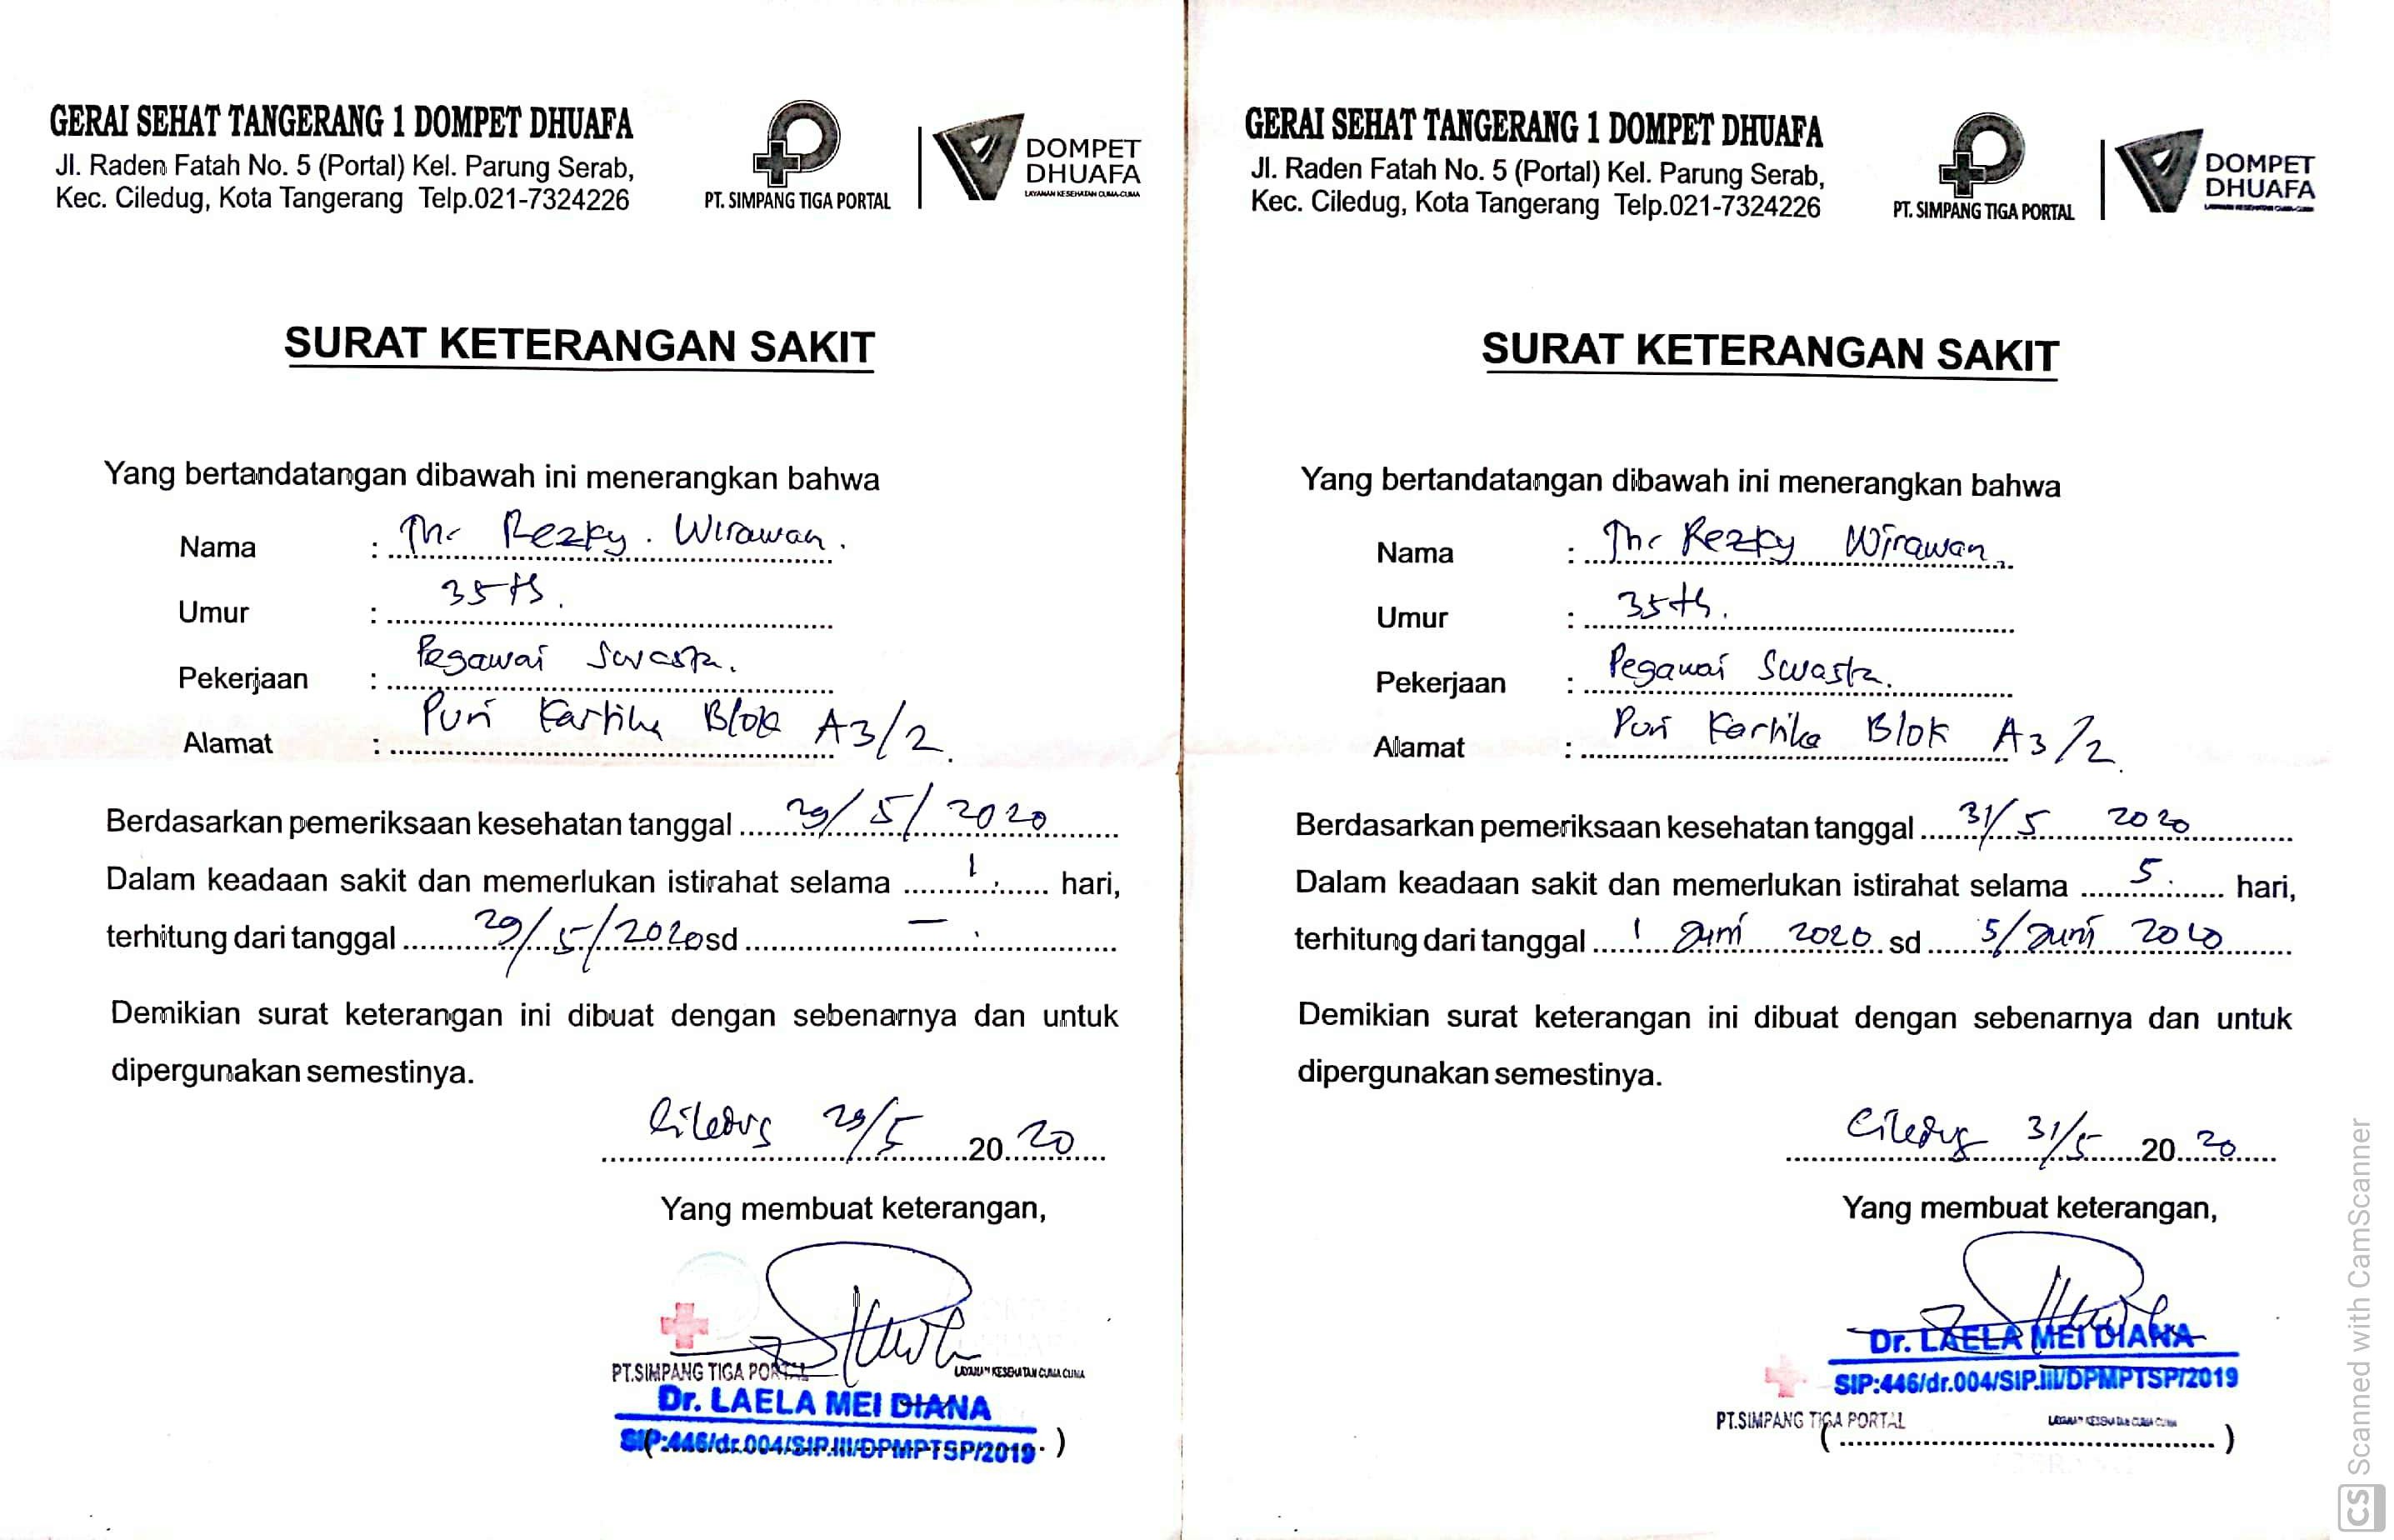 GERAI SEHAT TANGERANG 1 DOMPET DHUAFA
Jl. Raden Fatah No. 5 (Portal) Kel. Parung Serab,
Kec. Ciledug, Kota Tangerang Telp.021-7324226
PT. SIMPANG TIGA PORTAL
DOMPET
DHUAFA
LAYANAN KESEHATAN CUMA-CUMA
SURAT KETERANGAN SAKIT
Yang bertandatangan dibawah ini menerangkan bahwa
Nama : Rezky. Wirawan.
Umur : 35 th.
Pekerjaan : Pegawai Swasta.
Alamat : Puri Kartika Blok A3/2.
Berdasarkan pemeriksaan kesehatan tanggal 29/5/2020
Dalam keadaan sakit dan memerlukan istirahat selama 1 hari,
terhitung dari tanggal 29/5/2020 sd —
Demikian surat keterangan ini dibuat dengan sebenarnya dan untuk
dipergunakan semestinya.
Ciledug 29/5 2020
Yang membuat keterangan,
PT.SIMPANG TIGA PORTAL
LAYANAN KESEHATAN CUMA CUMA
Dr. LAELA MEI DIANA
SIP:446/dr.004/SIP.III/DPMPTSP/2019
( )
GERAI SEHAT TANGERANG 1 DOMPET DHUAFA
Jl. Raden Fatah No. 5 (Portal) Kel. Parung Serab,
Kec. Ciledug, Kota Tangerang Telp.021-7324226
PT. SIMPANG TIGA PORTAL
DOMPET
DHUAFA
LAYANAN KESEHATAN CUMA-CUMA
SURAT KETERANGAN SAKIT
Yang bertandatangan dibawah ini menerangkan bahwa
Nama : Rezky Wirawan.
Umur : 35 th.
Pekerjaan : Pegawai Swasta.
Alamat : Puri Kartika Blok A3/2.
Berdasarkan pemeriksaan kesehatan tanggal 31/5 2020
Dalam keadaan sakit dan memerlukan istirahat selama 5 hari,
terhitung dari tanggal 1 Juni 2020 sd 5/Juni 2020
Demikian surat keterangan ini dibuat dengan sebenarnya dan untuk
dipergunakan semestinya.
Ciledug 31/5 2020
Yang membuat keterangan,
Dr. LAELA MEI DIANA
SIP:446/dr.004/SIP.III/DPMPTSP/2019
PT.SIMPANG TIGA PORTAL
LAYANAN KESEHATAN CUMA CUMA
( )
CS Scanned with CamScanner